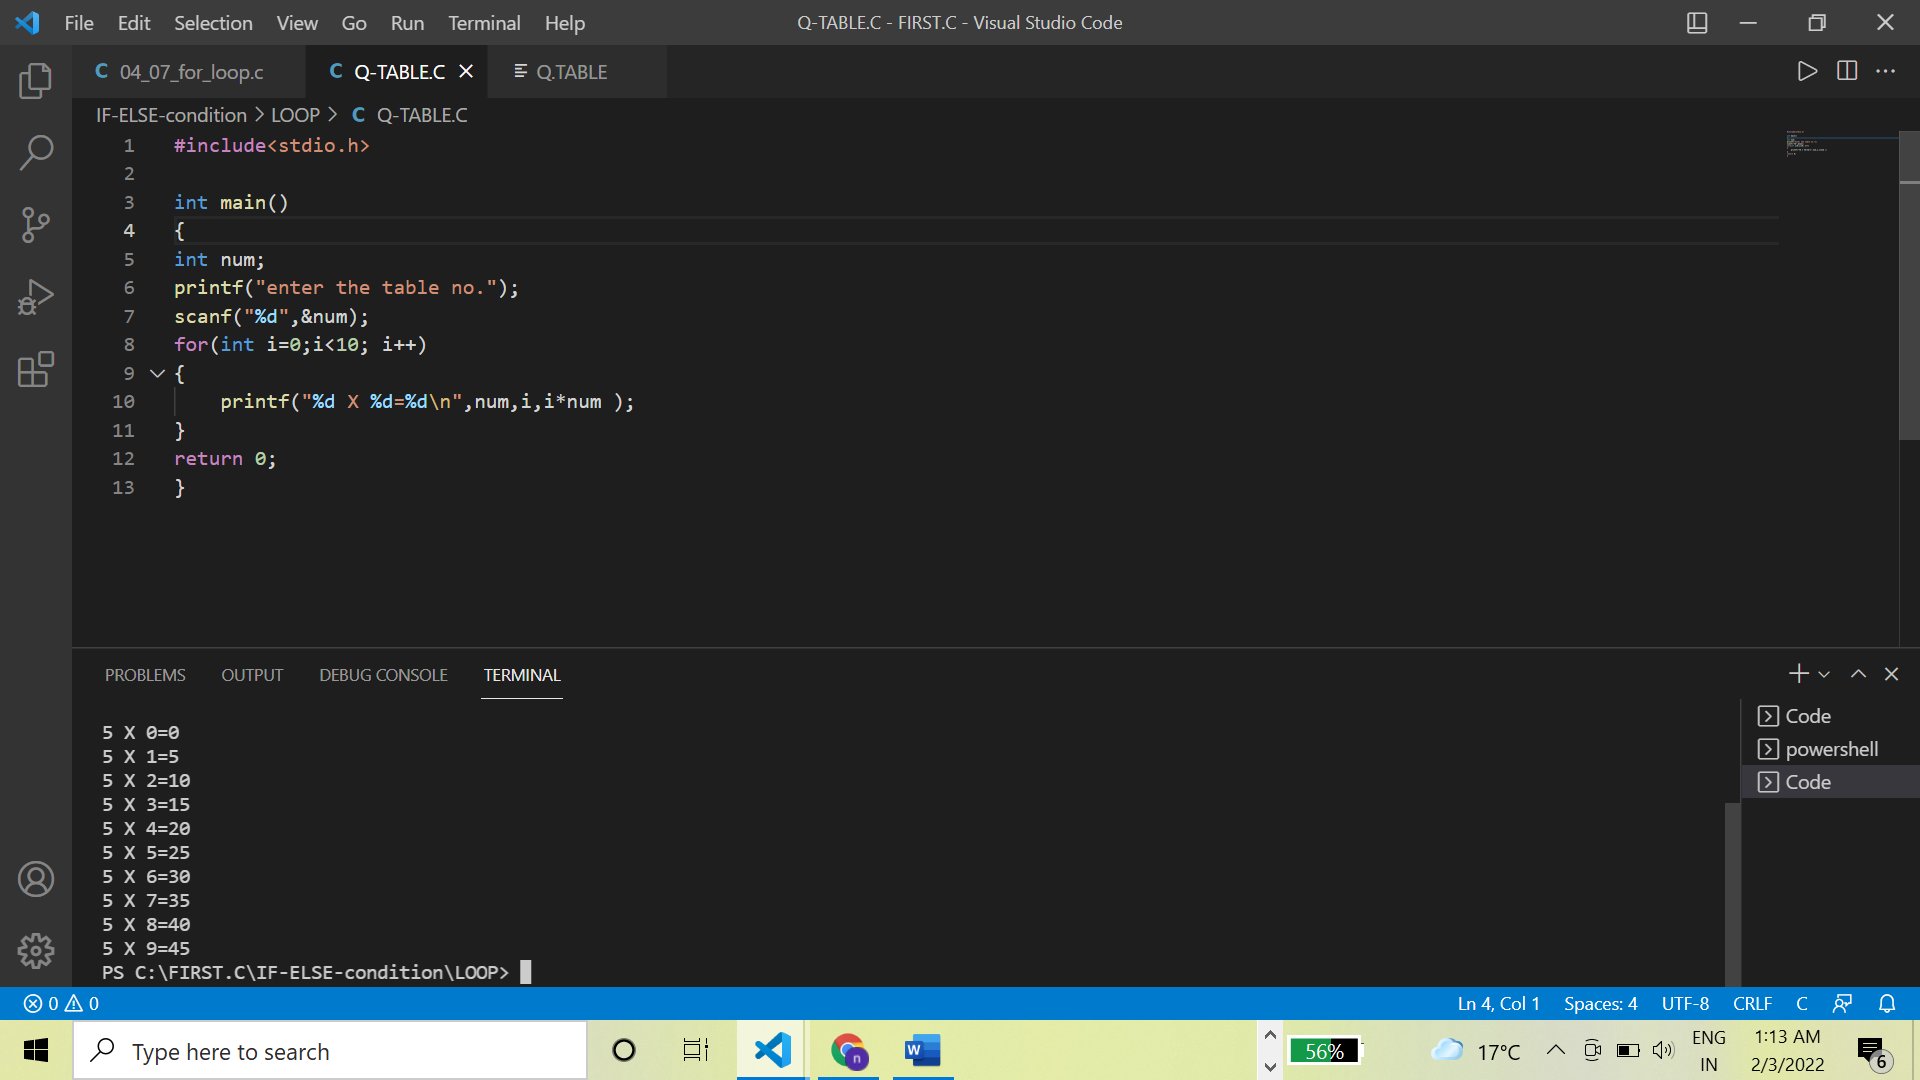 File Edit Selection View Go Run Terminal Help Q-TABLE.C - FIRST.C - Visual Studio Code
C 04_07_for_loop.c C Q-TABLE.C Q.TABLE
IF-ELSE-condition > LOOP > C Q-TABLE.C
1 #include<stdio.h>
2
3 int main()
4 {
5 int num;
6 printf("enter the table no.");
7 scanf("%d",&num);
8 for(int i=0;i<10; i++)
9 {
10 printf("%d X %d=%d\n",num,i,i*num );
11 }
12 return 0;
13 }
PROBLEMS OUTPUT DEBUG CONSOLE TERMINAL
5 X 0=0
5 X 1=5
5 X 2=10
5 X 3=15
5 X 4=20
5 X 5=25
5 X 6=30
5 X 7=35
5 X 8=40
5 X 9=45
PS C:\FIRST.C\IF-ELSE-condition\LOOP>
Code
powershell
Code
0 0 Ln 4, Col 1 Spaces: 4 UTF-8 CRLF C
Type here to search
W
n
56%
17°C
ENG
IN
1:13 AM
2/3/2022
6